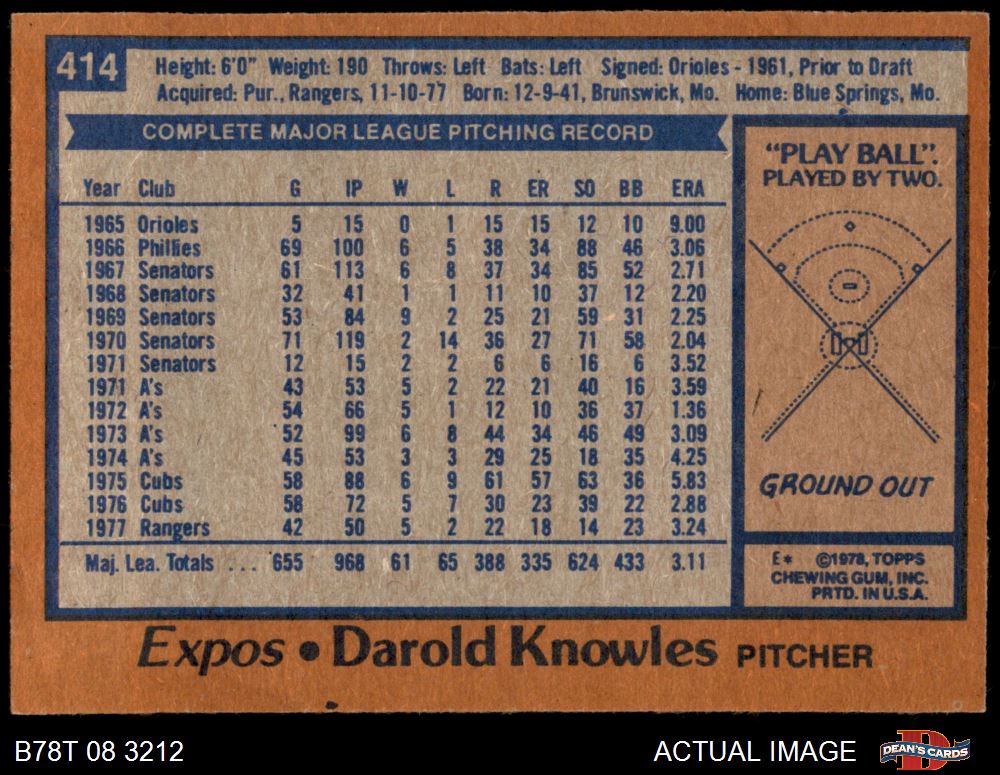 414
Height: 6'0" Weight: 190 Throws: Left Bats: Left Signed: Orioles - 1961, Prior to Draft
Acquired: Pur., Rangers, 11-10-77 Born: 12-9-41, Brunswick, Mo. Home: Blue Springs, Mo.
COMPLETE MAJOR LEAGUE PITCHING RECORD
Year Club G IP W L R ER SO BB ERA
1965 Orioles 5 15 0 1 15 15 12 10 9.00
1966 Phillies 69 100 6 5 38 34 88 46 3.06
1967 Senators 61 113 6 8 37 34 85 52 2.71
1968 Senators 32 41 1 1 11 10 37 12 2.20
1969 Senators 53 84 9 2 25 21 59 31 2.25
1970 Senators 71 119 2 14 36 27 71 58 2.04
1971 Senators 12 15 2 2 6 6 16 6 3.52
1971 A's 43 53 5 2 22 21 40 16 3.59
1972 A's 54 66 5 1 12 10 36 37 1.36
1973 A's 52 99 6 8 44 34 46 49 3.09
1974 A's 45 53 3 3 29 25 18 35 4.25
1975 Cubs 58 88 6 9 61 57 63 36 5.83
1976 Cubs 58 72 5 7 30 23 39 22 2.88
1977 Rangers 42 50 5 2 22 18 14 23 3.24
Maj. Lea. Totals ... 655 968 61 65 388 335 624 433 3.11
"PLAY BALL".
PLAYED BY TWO.
GROUND OUT
E* ©1978, TOPPS
CHEWING GUM, INC.
PRTD. IN U.S.A.
Expos • Darold Knowles PITCHER
B78T 08 3212
ACTUAL IMAGE
D
DEAN'S CARDS